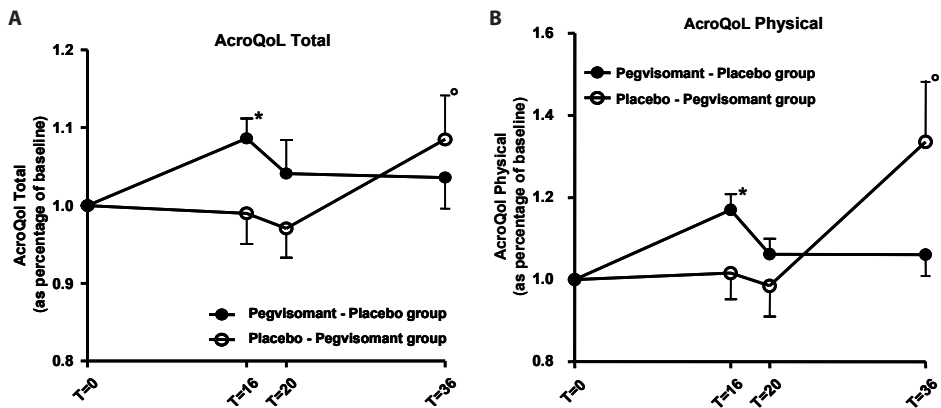 A
AcroQoL Total
1.2
1.1
1.0
0.9
0.8
AcroQol Total
(as percentage of baseline)
*
°
Pegvisomant - Placebo group
Placebo - Pegvisomant group
T=0
T=16
T=20
T=36
B
AcroQoL Physical
1.6
1.4
1.2
1.0
0.8
AcroQol Physical
(as percentage of baseline)
Pegvisomant - Placebo group
Placebo - Pegvisomant group
*
°
T=0
T=16
T=20
T=36